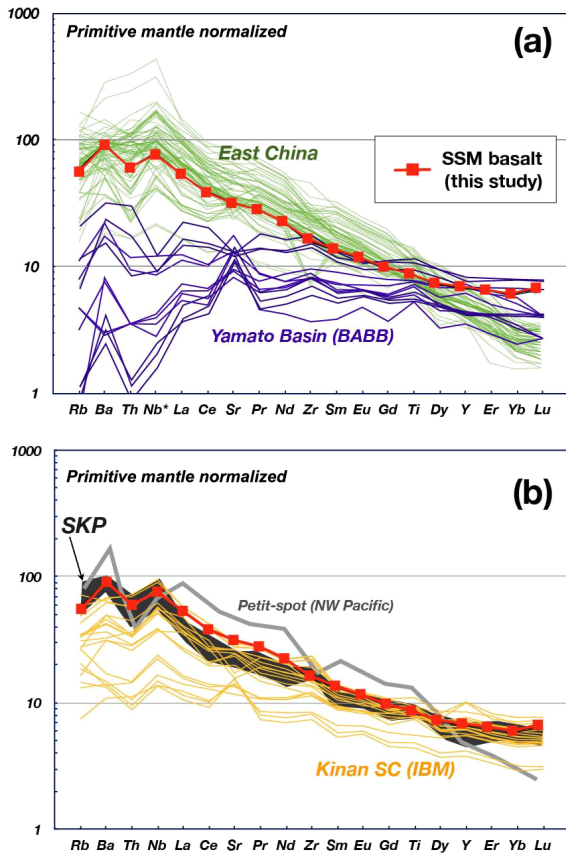 1000
Primitive mantle normalized
(a)
100
East China
SSM basalt
(this study)
10
Yamato Basin (BABB)
1
Rb Ba Th Nb* La Ce Sr Pr Nd Zr Sm Eu Gd Ti Dy Y Er Yb Lu
1000
Primitive mantle normalized
(b)
SKP
100
Petit-spot (NW Pacific)
10
Kinan SC (IBM)
1
Rb Ba Th Nb La Ce Sr Pr Nd Zr Sm Eu Gd Ti Dy Y Er Yb Lu